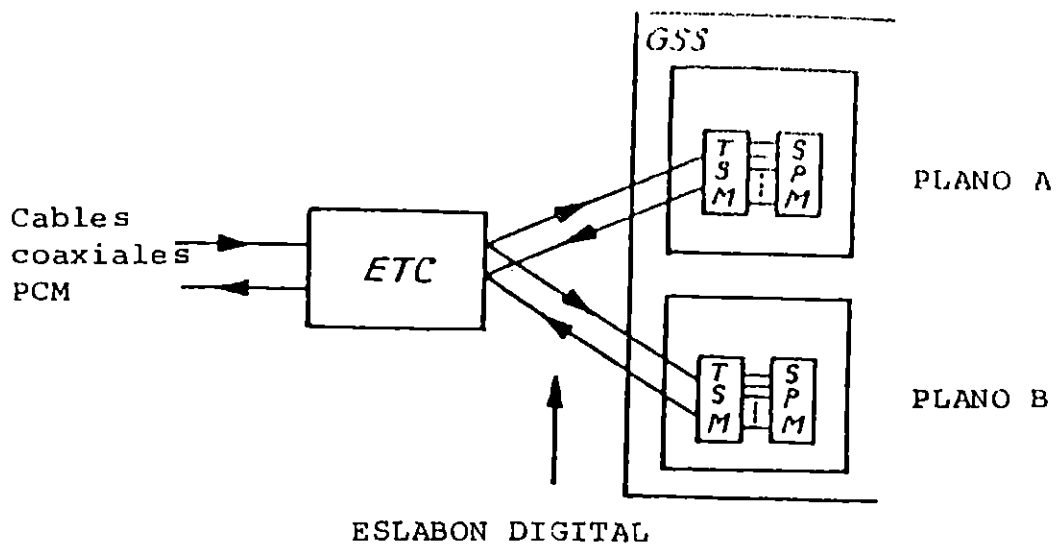 GSS
T
S
M
S
P
M
PLANO A
Cables
coaxiales
PCM
ETC
T
S
M
S
P
M
PLANO B
ESLABON DIGITAL